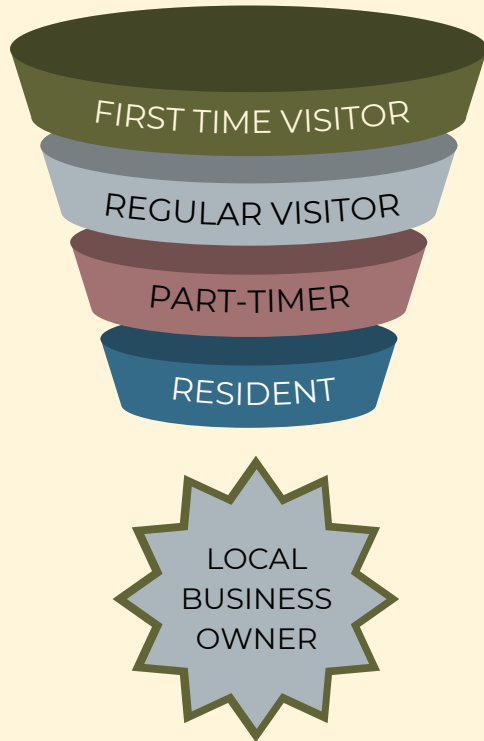 FIRST TIME VISITOR
REGULAR VISITOR
PART-TIMER
RESIDENT
LOCAL
BUSINESS
OWNER